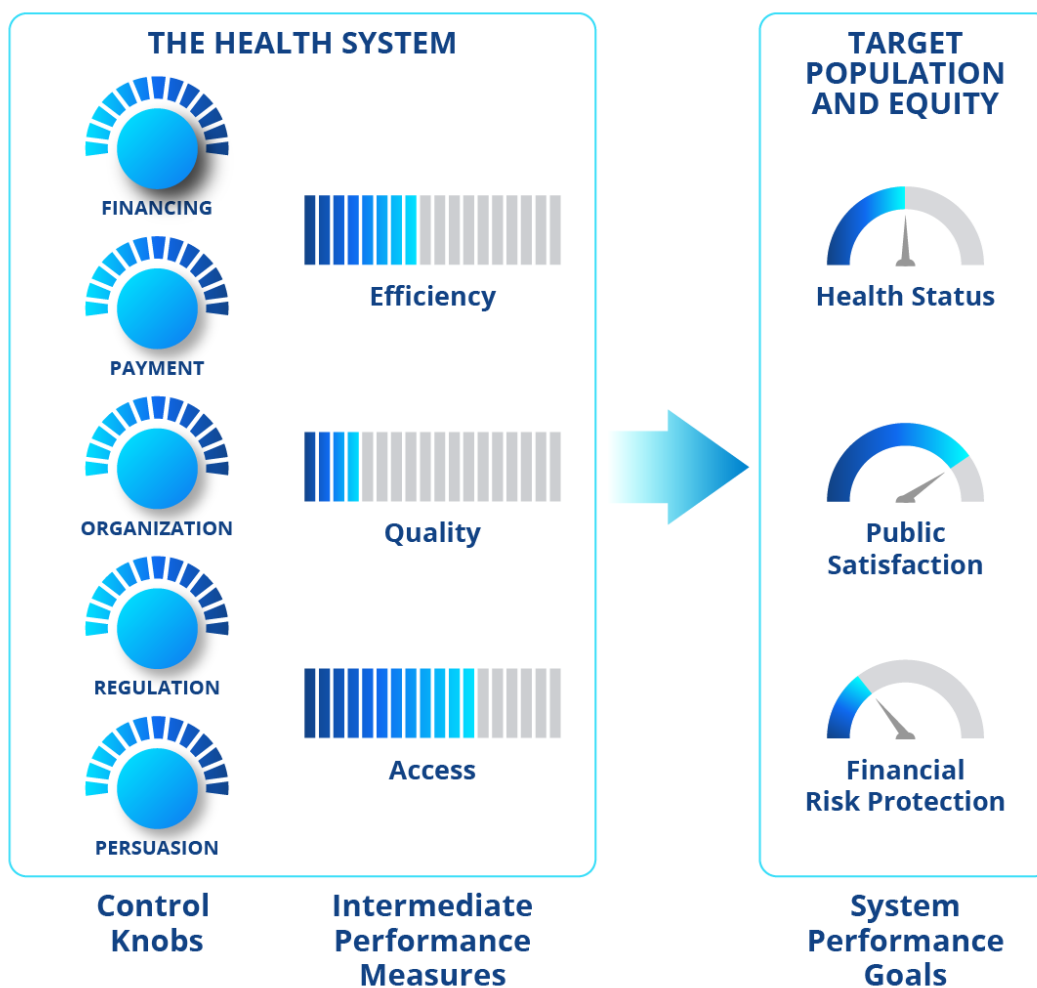 THE HEALTH SYSTEM
FINANCING
PAYMENT
ORGANIZATION
REGULATION
PERSUASION
Efficiency
Quality
Access
TARGET
POPULATION
AND EQUITY
Health Status
Public
Satisfaction
Financial
Risk Protection
Control
Knobs
Intermediate
Performance
Measures
System
Performance
Goals